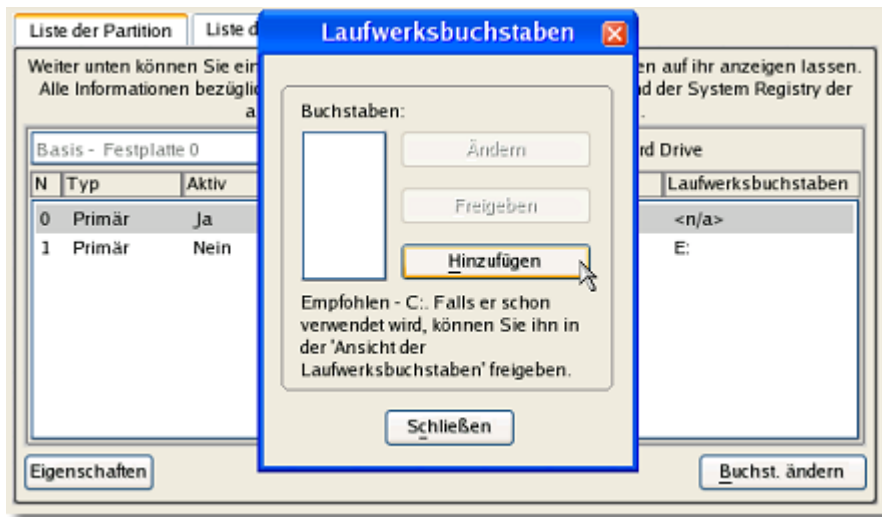 Liste der Partition
Liste d
Laufwerksbuchstaben
Weiter unten können Sie ein
en auf ihr anzeigen lassen.
Alle Informationen bezüglic
nd der System Registry der
a
.
Basis - Festplatte 0
rd Drive
N Typ Aktiv
Laufwerksbuchstaben
0 Primär Ja
<n/a>
1 Primär Nein
E:
Buchstaben:
Ändern
Freigeben
Hinzufügen
Empfohlen - C:. Falls er schon
verwendet wird, können Sie ihn in
der 'Ansicht der
Laufwerksbuchstaben' freigeben.
Schließen
Eigenschaften
Buchst. ändern